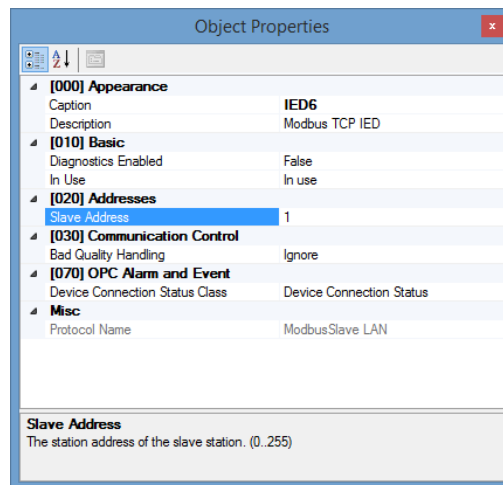 Object Properties
x
A
Z
[000] Appearance
Caption IED6
Description Modbus TCP IED
[010] Basic
Diagnostics Enabled False
In Use In use
[020] Addresses
Slave Address 1
[030] Communication Control
Bad Quality Handling Ignore
[070] OPC Alarm and Event
Device Connection Status Class Device Connection Status
Misc
Protocol Name ModbusSlave LAN
Slave Address
The station address of the slave station. (0..255)